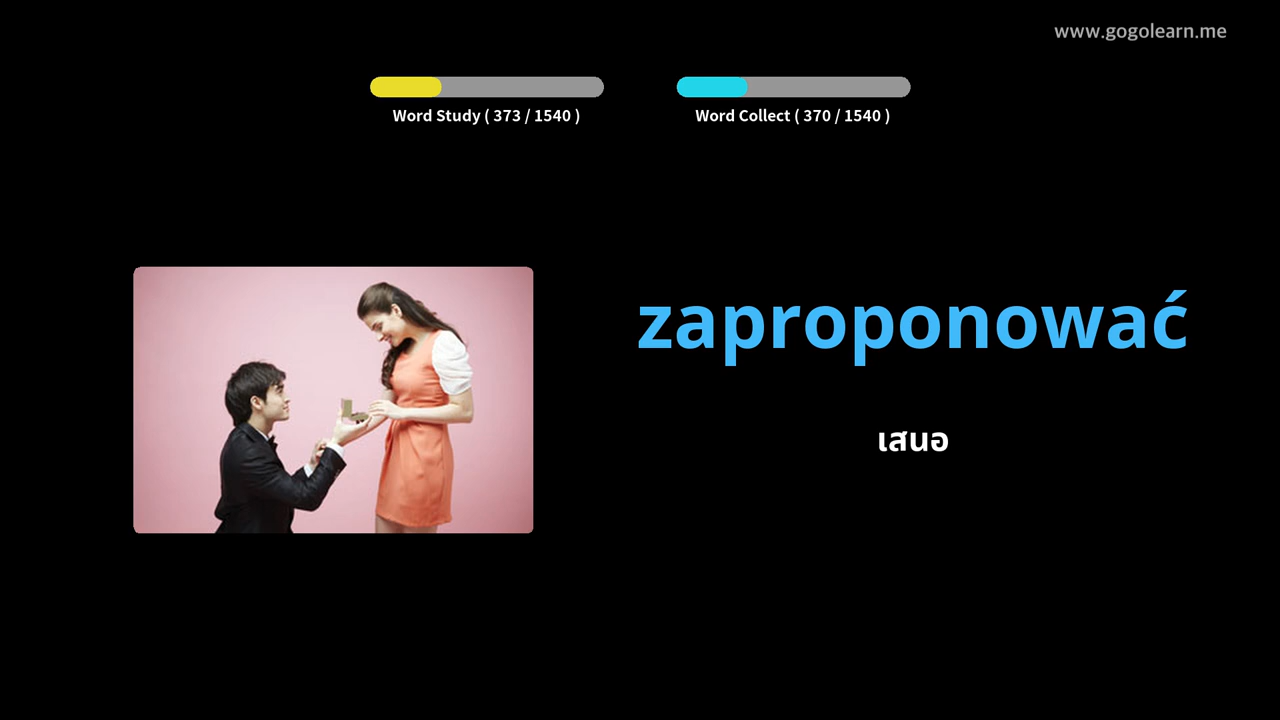 www.gogolearn.me
Word Study ( 373 / 1540 )
Word Collect ( 370 / 1540 )
zaproponować
เสนอ